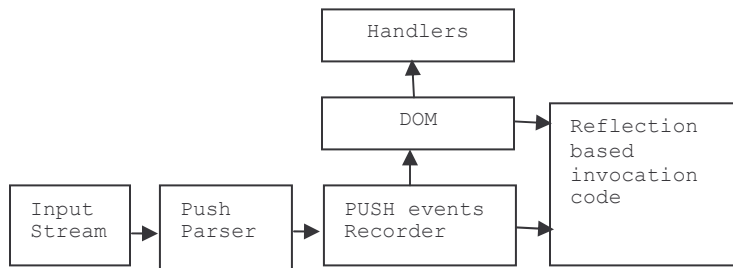 Handlers
DOM
Reflection
based
invocation
code
Input
Stream
Push
Parser
PUSH events
Recorder